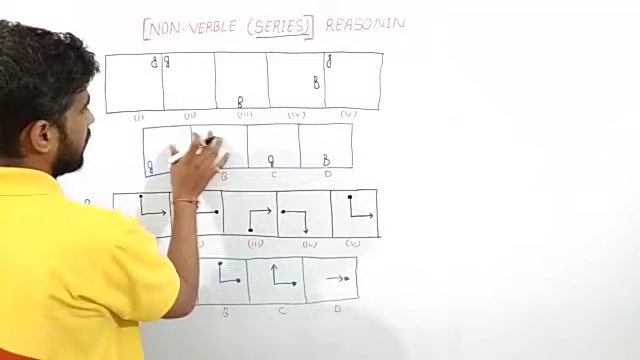 [NON-VERBLE (SERIES)] REASONIN
(I) (II) (III) (IV) (V)
B C D
(III) (IV) (V)
B C D